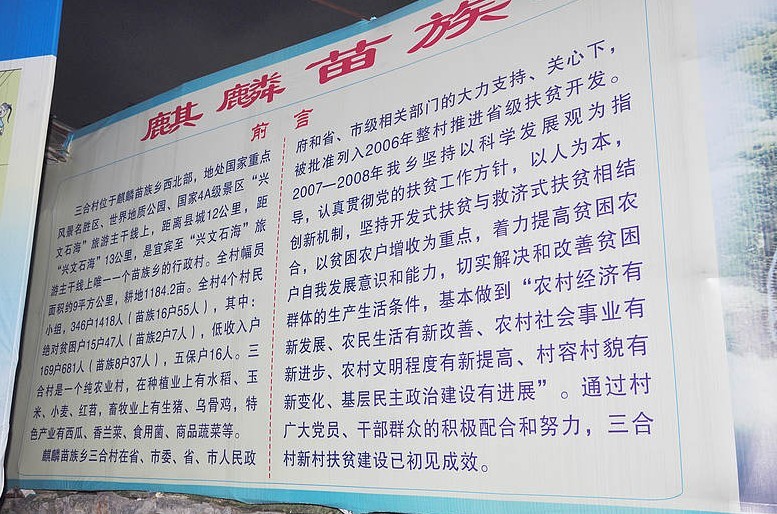 麒麟苗族
前言
三合村位于麒麟苗族乡西北部，地处国家重点
风景名胜区、世界地质公园、国家4A级景区“兴
文石海”旅游主干线上，距离县城12公里，距
“兴文石海”13公里，是宜宾至“兴文石海”旅
游主干线上唯一一个苗族乡的行政村。全村幅员
面积约9平方公里，耕地1184.2亩。全村4个村民
小组，346户1418人（苗族16户55人），其中：
绝对贫困户15户47人（苗族2户7人），低收入户
169户681人（苗族8户37人），五保户16人。三
合村是一个纯农业村，在种植业上有水稻、玉
米、小麦、红苕，畜牧业上有生猪、乌骨鸡，特
色产业有西瓜、香兰莱、食用菌、商品蔬菜等。
麒麟苗族乡三合村在省、市委、省、市人民政
府和省、市级相关部门的大力支持、关心下，
被批准列入2006年整村推进省级扶贫开发。
2007—2008年我乡坚持以科学发展观为指
导，认真贯彻党的扶贫工作方针，以人为本，
创新机制，坚持开发式扶贫与救济式扶贫相结
合，以贫困农户增收为重点，着力提高贫困农
户自我发展意识和能力，切实解决和改善贫困
群体的生产生活条件，基本做到“农村经济有
新发展、农民生活有新改善、农村社会事业有
新进步、农村文明程度有新提高、村容村貌有
新变化、基层民主政治建设有进展”。通过村
广大党员、干部群众的积极配合和努力，三合
村新村扶贫建设已初见成效。